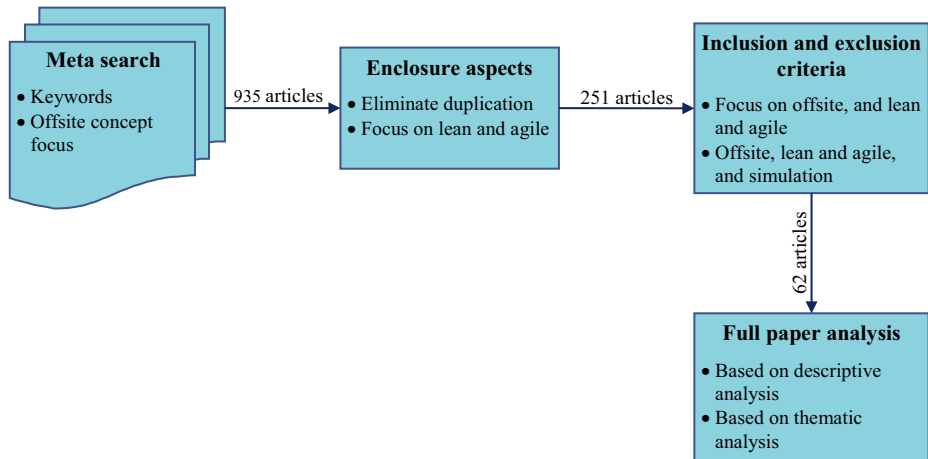 Meta search
• Keywords
• Offsite concept
focus
935 articles
Enclosure aspects
• Eliminate duplication
• Focus on lean and agile
251 articles
Inclusion and exclusion
criteria
• Focus on offsite, and lean
and agile
• Offsite, lean and agile,
and simulation
62 articles
Full paper analysis
• Based on descriptive
analysis
• Based on thematic
analysis